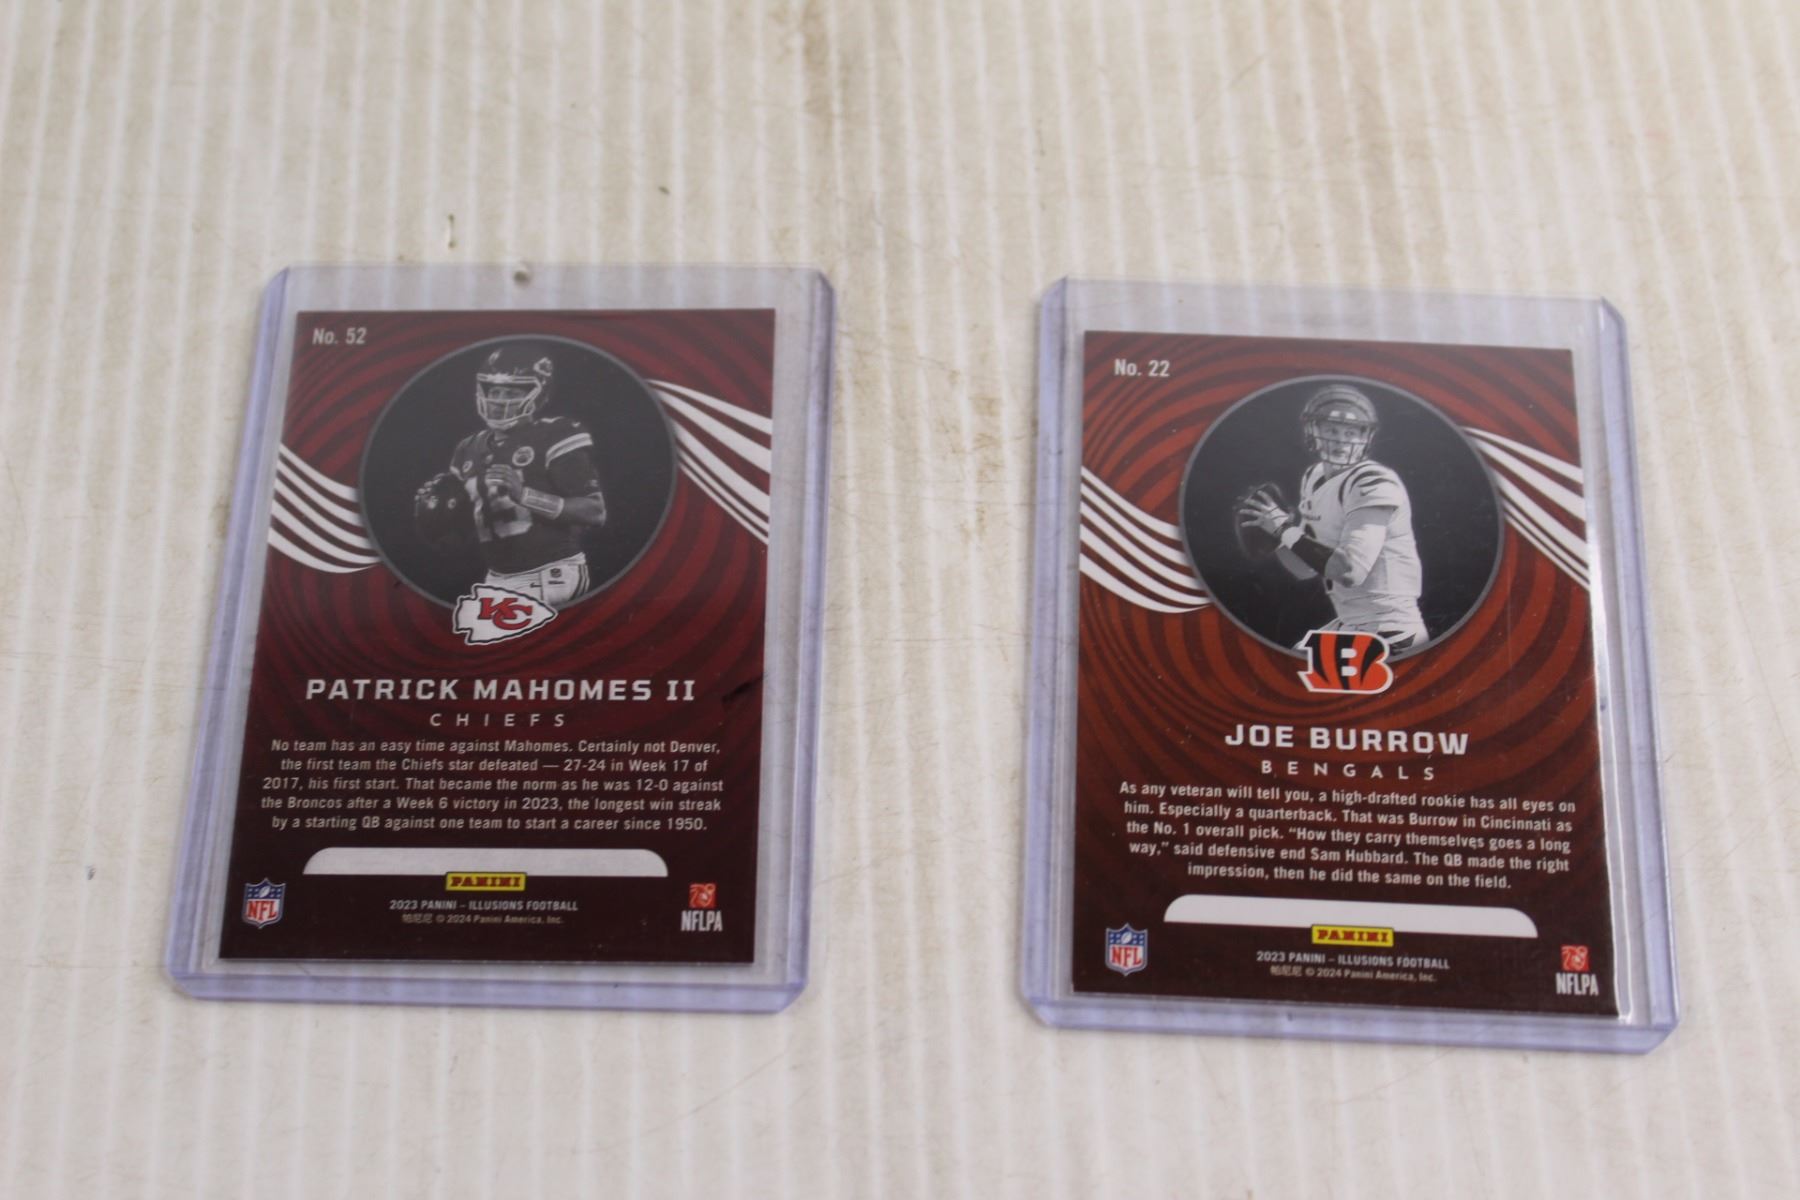 No. 52
KC
PATRICK MAHOMES II
CHIEFS
No team has an easy time against Mahomes. Certainly not Denver,
the first team the Chiefs star defeated — 27-24 in Week 17 of
2017, his first start. That became the norm as he was 12-0 against
the Broncos after a Week 6 victory in 2023, the longest win streak
by a starting QB against one team to start a career since 1950.
PANINI
NFL
2023 PANINI – ILLUSIONS FOOTBALL
帕尼尼 © 2024 Panini America, Inc.
NFLPA
No. 22
B
JOE BURROW
BENGALS
As any veteran will tell you, a high-drafted rookie has all eyes on
him. Especially a quarterback. That was Burrow in Cincinnati as
the No. 1 overall pick. “How they carry themselves goes a long
way,” said defensive end Sam Hubbard. The QB made the right
impression, then he did the same on the field.
PANINI
NFL
2023 PANINI – ILLUSIONS FOOTBALL
帕尼尼 © 2024 Panini America, Inc.
NFLPA